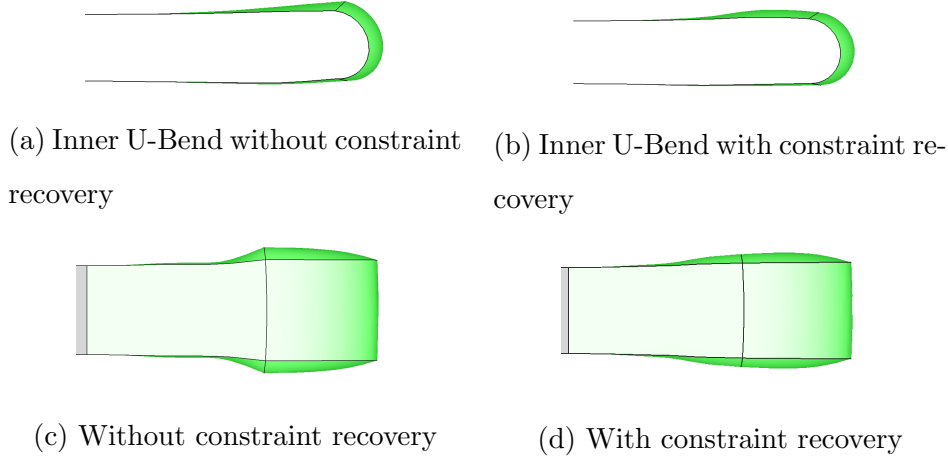 (a) Inner U-Bend without constraint
recovery
(b) Inner U-Bend with constraint re-
covery
(c) Without constraint recovery
(d) With constraint recovery